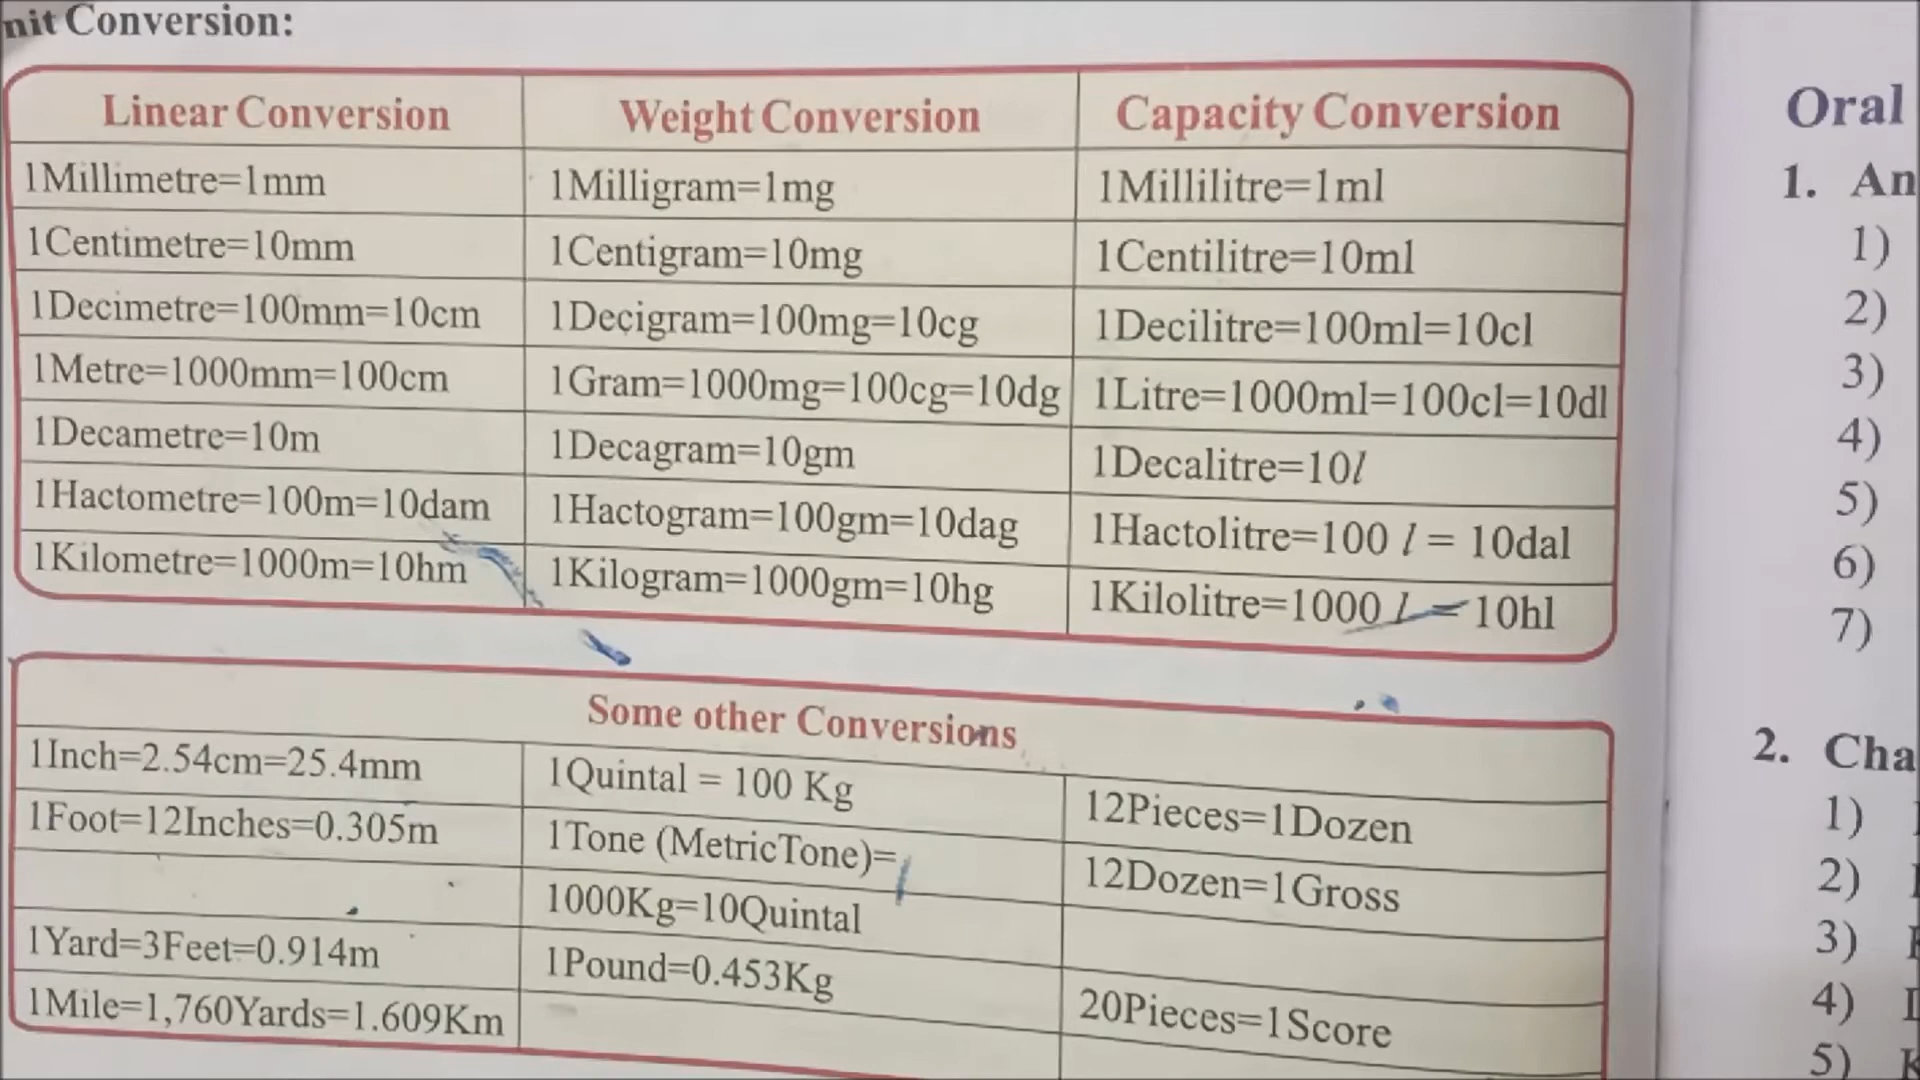 nit Conversion:
Linear Conversion
Weight Conversion
Capacity Conversion
1Millimetre=1mm
1Milligram=1mg
1Millilitre=1ml
1Centimetre=10mm
1Centigram=10mg
1Centilitre=10ml
1Decimetre=100mm=10cm
1Decigram=100mg=10cg
1Decilitre=100ml=10cl
1Metre=1000mm=100cm
1Gram=1000mg=100cg=10dg
1Litre=1000ml=100cl=10dl
1Decametre=10m
1Decagram=10gm
1Decalitre=10l
1Hactometre=100m=10dam
1Hactogram=100gm=10dag
1Hactolitre=100 l = 10dal
1Kilometre=1000m=10hm
1Kilogram=1000gm=10hg
1Kilolitre=1000 l = 10hl
Some other Conversions
1Inch=2.54cm=25.4mm
1Quintal = 100 Kg
12Pieces=1Dozen
1Foot=12Inches=0.305m
1Tone (MetricTone)=
12Dozen=1Gross
1000Kg=10Quintal
1Yard=3Feet=0.914m
1Pound=0.453Kg
20Pieces=1Score
1Mile=1,760Yards=1.609Km
Oral
1. An
1)
2)
3)
4)
5)
6)
7)
2. Cha
1)
2)
3)
4)
5)